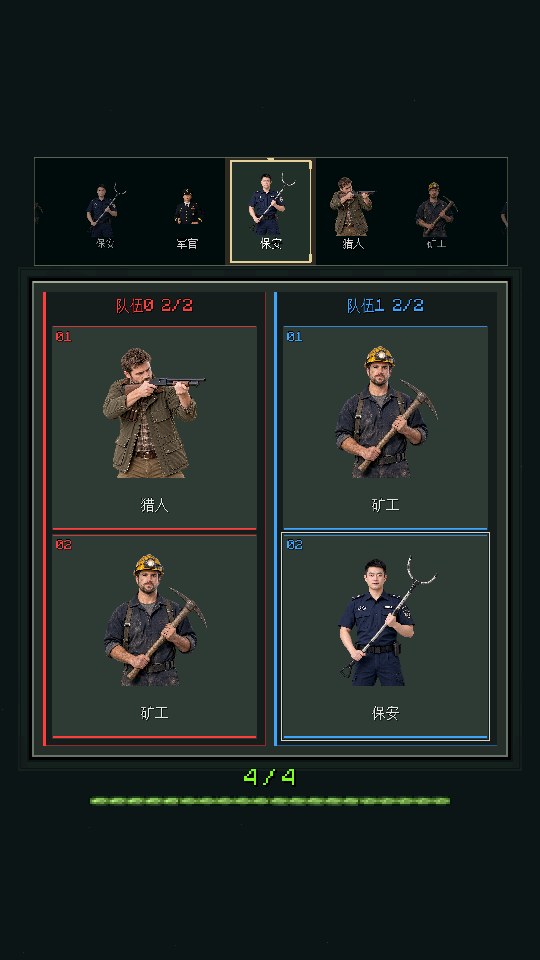 保安 军官 保安 猎人 矿工
队伍0 2/2 队伍1 2/2
01 01
猎人 矿工
02 02
矿工 保安
4/4